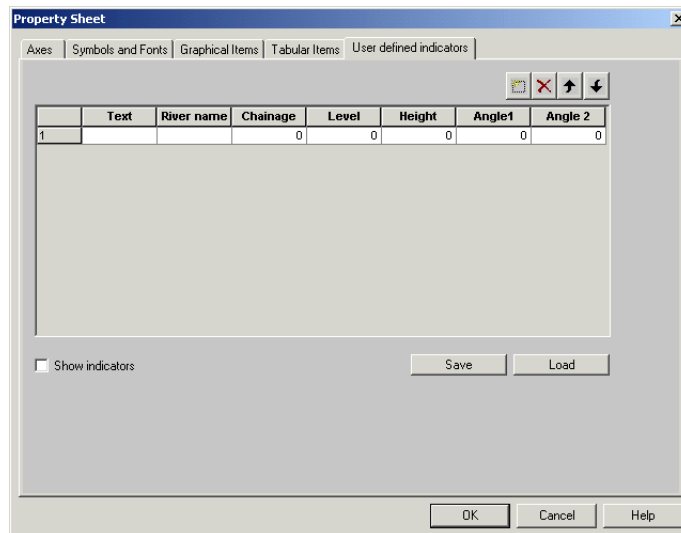 Property Sheet
Axes Symbols and Fonts Graphical Items Tabular Items User defined indicators
Text River name Chainage Level Height Angle1 Angle 2
1 0 0 0 0 0
Show indicators Save Load
OK Cancel Help